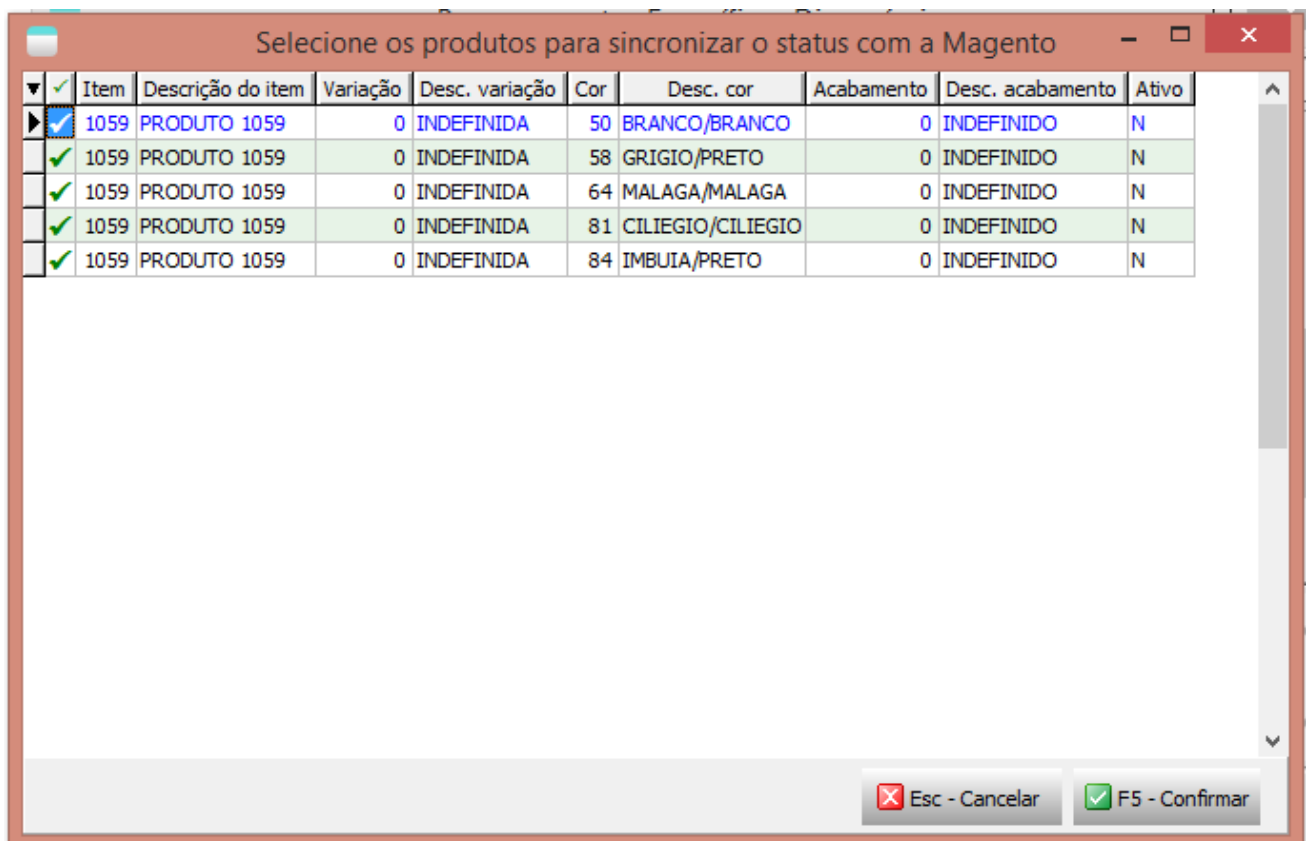 Selecione os produtos para sincronizar o status com a Magento
Item Descrição do item Variação Desc. variação Cor Desc. cor Acabamento Desc. acabamento Ativo
1059 PRODUTO 1059 0 INDEFINIDA 50 BRANCO/BRANCO 0 INDEFINIDO N
1059 PRODUTO 1059 0 INDEFINIDA 58 GRIGIO/PRETO 0 INDEFINIDO N
1059 PRODUTO 1059 0 INDEFINIDA 64 MALAGA/MALAGA 0 INDEFINIDO N
1059 PRODUTO 1059 0 INDEFINIDA 81 CILIEGIO/CILIEGIO 0 INDEFINIDO N
1059 PRODUTO 1059 0 INDEFINIDA 84 IMBUIA/PRETO 0 INDEFINIDO N
Esc - Cancelar F5 - Confirmar